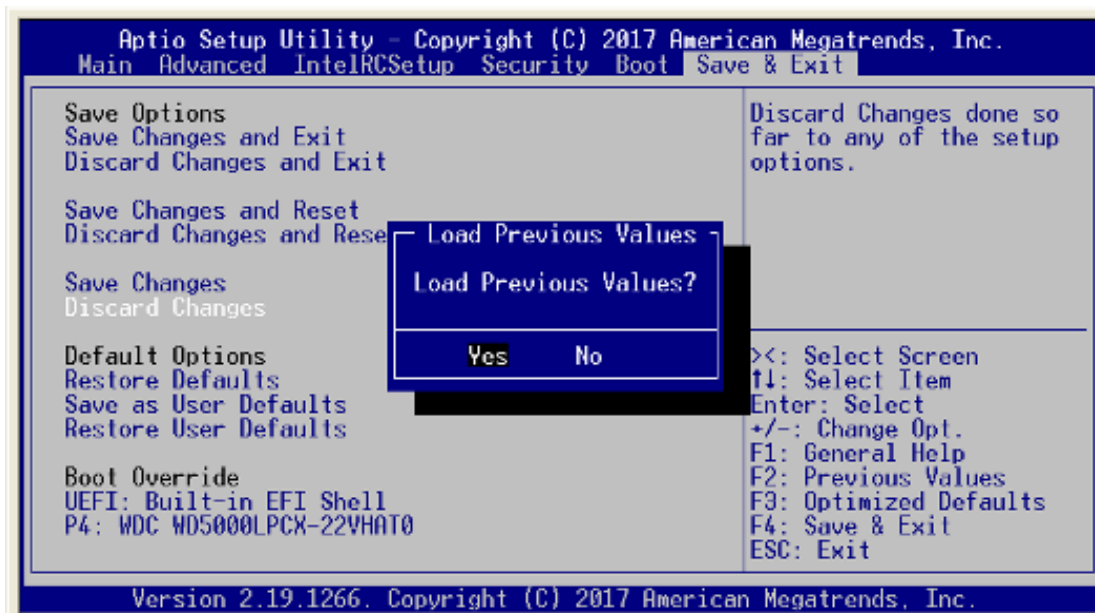 Aptio Setup Utility - Copyright (C) 2017 American Megatrends, Inc.
Main Advanced IntelRCSetup Security Boot Save & Exit
Save Options
Save Changes and Exit
Discard Changes and Exit
Save Changes and Reset
Discard Changes and Rese
Save Changes
Discard Changes
Default Options
Restore Defaults
Save as User Defaults
Restore User Defaults
Boot Override
UEFI: Built-in EFI Shell
P4: WDC WD5000LPCX-22VHAT0
Load Previous Values
Load Previous Values?
Yes No
Discard Changes done so
far to any of the setup
options.
><: Select Screen
↑↓: Select Item
Enter: Select
+/-: Change Opt.
F1: General Help
F2: Previous Values
F3: Optimized Defaults
F4: Save & Exit
ESC: Exit
Version 2.19.1266. Copyright (C) 2017 American Megatrends, Inc.